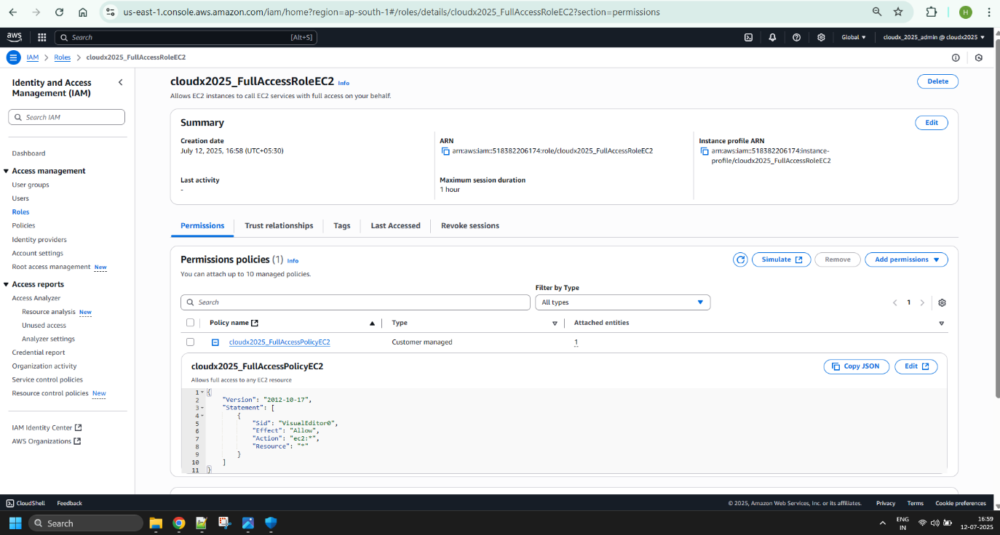 us-east-1.console.aws.amazon.com/iam/home?region=ap-south-1#/roles/details/cloudx2025_FullAccessRoleEC2?section=permissions
H
aws
Search [Alt+S]
Global
cloudx_2025_admin @ cloudx2025
IAM > Roles > cloudx2025_FullAccessRoleEC2
Identity and Access Management (IAM)
Search IAM
Dashboard
Access management
User groups
Users
Roles
Policies
Identity providers
Account settings
Root access management New
Access reports
Access Analyzer
Resource analysis New
Unused access
Analyzer settings
Credential report
Organization activity
Service control policies
Resource control policies New
IAM Identity Center
AWS Organizations
cloudx2025_FullAccessRoleEC2 Info
Delete
Allows EC2 instances to call EC2 services with full access on your behalf.
Summary
Edit
Creation date
July 12, 2025, 16:58 (UTC+05:30)
ARN
arn:aws:iam::518382206174:role/cloudx2025_FullAccessRoleEC2
Instance profile ARN
arn:aws:iam::518382206174:instance-
profile/cloudx2025_FullAccessRoleEC2
Last activity
-
Maximum session duration
1 hour
Permissions
Trust relationships
Tags
Last Accessed
Revoke sessions
Permissions policies (1) Info
Simulate
Remove
Add permissions
You can attach up to 10 managed policies.
Filter by Type
Search
All types
1
Policy name
Type
Attached entities
cloudx2025_FullAccessPolicyEC2
Customer managed
1
cloudx2025_FullAccessPolicyEC2
Copy JSON
Edit
Allows full access to any EC2 resource
1 {
2 "Version": "2012-10-17",
3 "Statement": [
4 {
5 "Sid": "VisualEditor0",
6 "Effect": "Allow",
7 "Action": "ec2:*",
8 "Resource": "*"
9 }
10 ]
11 }
CloudShell
Feedback
© 2025, Amazon Web Services, Inc. or its affiliates.
Privacy
Terms
Cookie preferences
Search
ENG
IN
16:59
12-07-2025